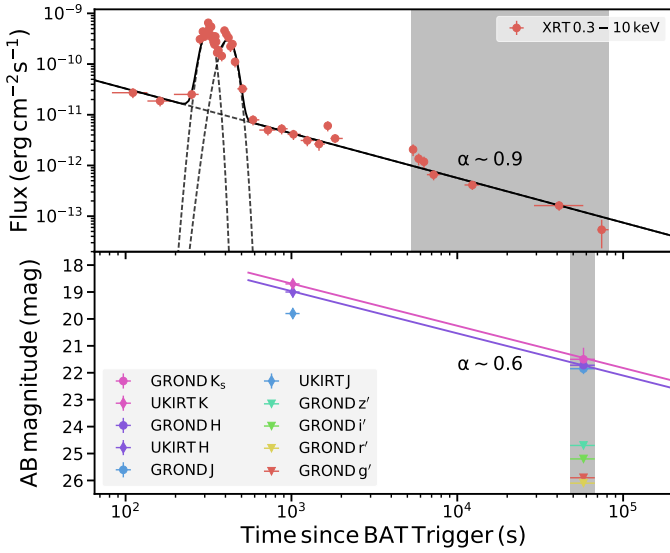 XRT 0.3 − 10 keV
10⁻⁹
10⁻¹⁰
10⁻¹¹
10⁻¹²
10⁻¹³
Flux (erg cm⁻²s⁻¹)
α ~ 0.9
18
19
20
21
22
23
24
25
26
AB magnitude (mag)
α ~ 0.6
GROND Kₛ
UKIRT K
GROND H
UKIRT H
GROND J
UKIRT J
GROND z′
GROND i′
GROND r′
GROND g′
10² 10³ 10⁴ 10⁵
Time since BAT Trigger (s)